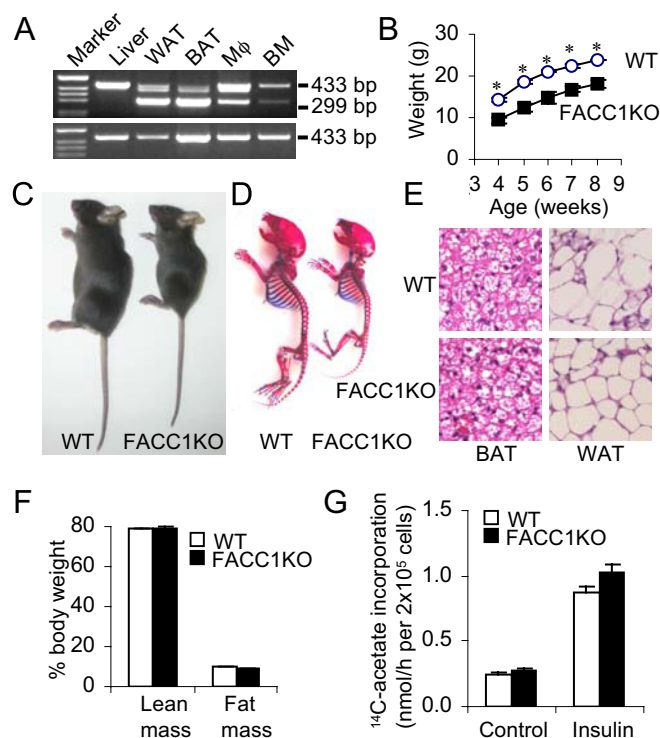 A
Marker
Liver
WAT
BAT
Mϕ
BM
433 bp
299 bp
433 bp
B
Weight (g)
30
20
10
0
* * * * *
WT
FACC1KO
3 4 5 6 7 8 9
Age (weeks)
C
WT FACC1KO
D
FACC1KO
WT FACC1KO
E
WT
FACC1KO
BAT WAT
F
% body weight
80
60
40
20
0
WT
FACC1KO
Lean mass
Fat mass
G
¹⁴C-acetate incorporation
(nmol/h per 2x10⁵ cells)
1.5
1.0
0.5
0.0
WT
FACC1KO
Control Insulin